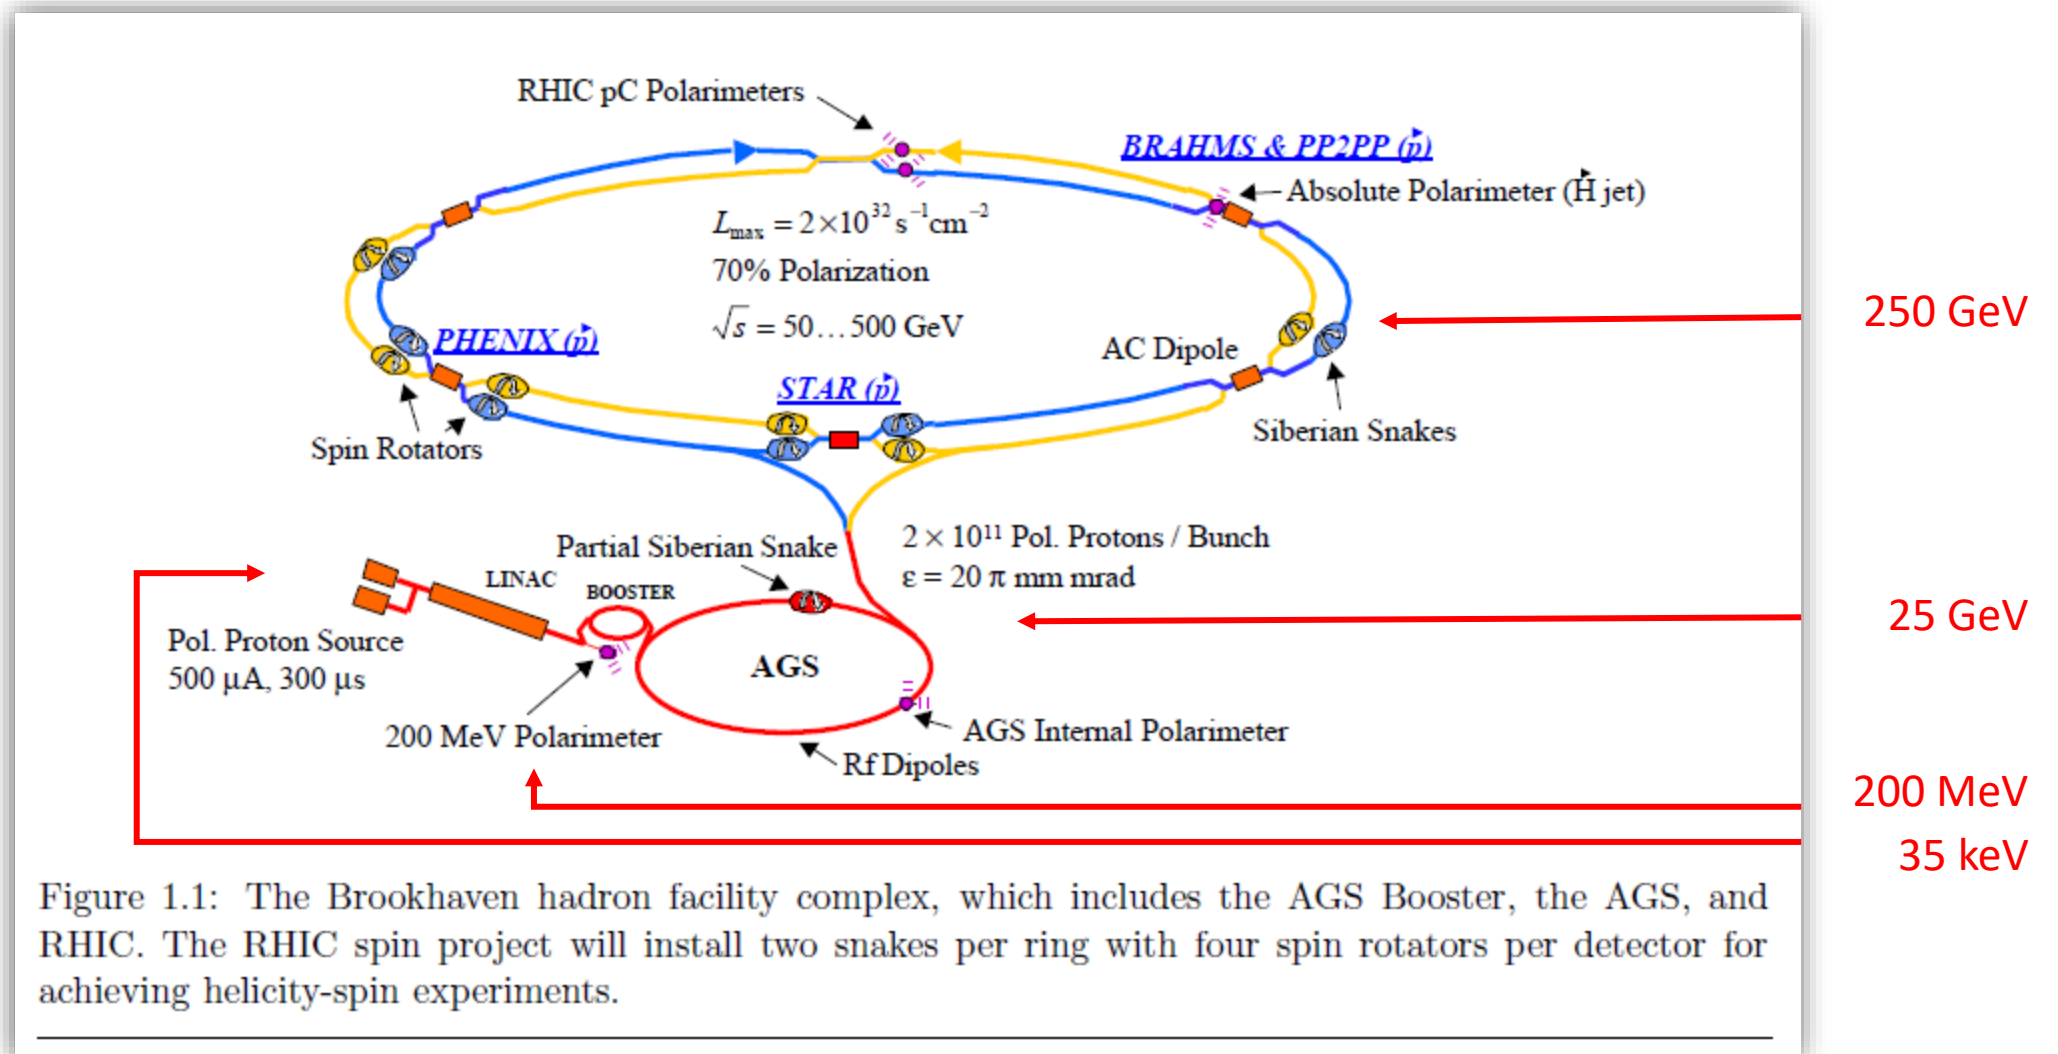 RHIC pC Polarimeters
BRAHMS & PP2PP (p⃗)
Absolute Polarimeter (H⃗ jet)
L_max = 2×10^32 s^−1 cm^−2
70% Polarization
√s = 50…500 GeV
250 GeV
PHENIX (p⃗)
AC Dipole
STAR (p⃗)
Spin Rotators
Siberian Snakes
Partial Siberian Snake
2 × 10^11 Pol. Protons / Bunch
ε = 20 π mm mrad
LINAC
BOOSTER
25 GeV
Pol. Proton Source
500 μA, 300 μs
AGS
200 MeV Polarimeter
AGS Internal Polarimeter
Rf Dipoles
200 MeV
35 keV
Figure 1.1: The Brookhaven hadron facility complex, which includes the AGS Booster, the AGS, and
RHIC. The RHIC spin project will install two snakes per ring with four spin rotators per detector for
achieving helicity-spin experiments.